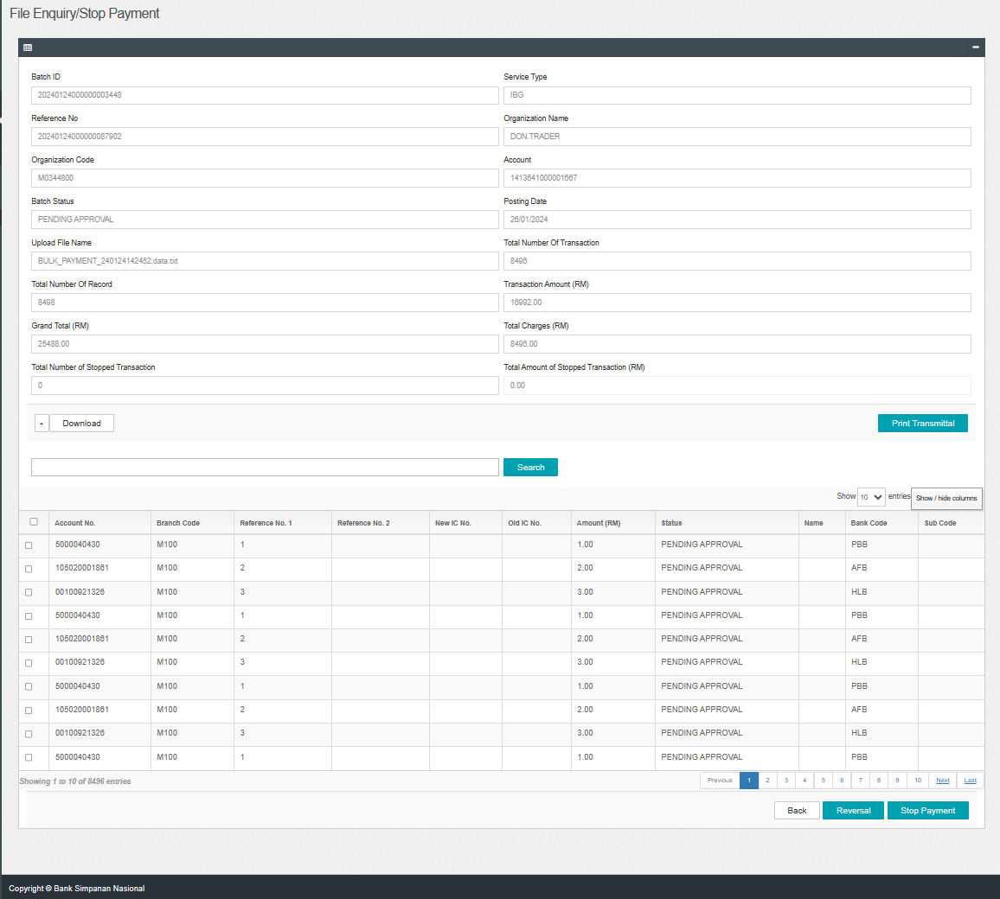 File Enquiry/Stop Payment
Batch ID
Service Type
20240124000000003448
IBG
Reference No
Organization Name
20240124000000087902
DON.TRADER
Organization Code
Account
M0344800
1413641000001667
Batch Status
Posting Date
PENDING APPROVAL
26/01/2024
Upload File Name
Total Number Of Transaction
BULK_PAYMENT_240124142452.data.txt
8496
Total Number Of Record
Transaction Amount (RM)
8498
16992.00
Grand Total (RM)
Total Charges (RM)
25488.00
8496.00
Total Number of Stopped Transaction
Total Amount of Stopped Transaction (RM)
0
0.00
- Download
Print Transmittal
Search
Show 10 entries Show / hide columns
Account No. Branch Code Reference No. 1 Reference No. 2 New IC No. Old IC No. Amount (RM) Status Name Bank Code Sub Code
5000040430 M100 1 1.00 PENDING APPROVAL PBB
105020001861 M100 2 2.00 PENDING APPROVAL AFB
00100921326 M100 3 3.00 PENDING APPROVAL HLB
5000040430 M100 1 1.00 PENDING APPROVAL PBB
105020001861 M100 2 2.00 PENDING APPROVAL AFB
00100921326 M100 3 3.00 PENDING APPROVAL HLB
5000040430 M100 1 1.00 PENDING APPROVAL PBB
105020001861 M100 2 2.00 PENDING APPROVAL AFB
00100921326 M100 3 3.00 PENDING APPROVAL HLB
5000040430 M100 1 1.00 PENDING APPROVAL PBB
Showing 1 to 10 of 8496 entries
Previous 1 2 3 4 5 6 7 8 9 10 Next Last
Back Reversal Stop Payment
Copyright © Bank Simpanan Nasional